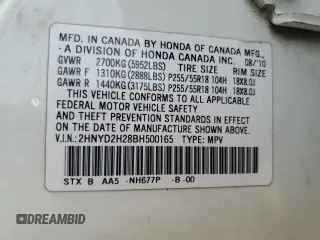 MFD. IN CANADA BY HONDA OF CANADA MFG.,
- A DIVISION OF HONDA CANADA INC. 08/10
GVWR 2700KG(5952LBS) TIRE SIZE RIM SIZE
GAWR F 1310KG(2888LBS)P255/55R18 104H 18X8.0J
GAWR R 1440KG(3175LBS)P255/55R18 104H 18X8.0J
THIS VEHICLE CONFORMS TO ALL APPLICABLE
FEDERAL MOTOR VEHICLE SAFETY
AND THEFT PREVENTION STANDARDS IN EFFECT ON
THE DATE OF MANUFACTURE SHOWN ABOVE.
V.I.N.: 2HNYD2H28BH500165 TYPE: MPV
STX B AA5 -NH677P -B -00
DREAMBID